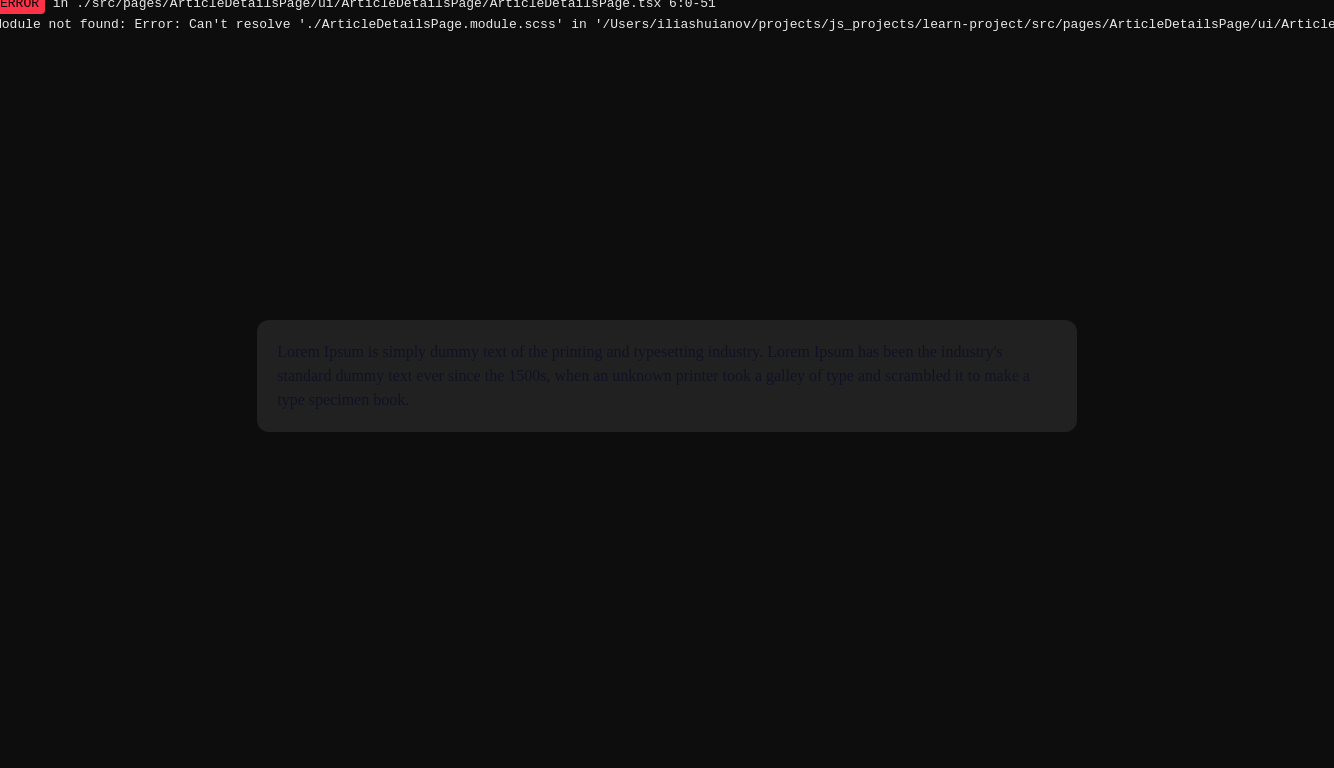 ERROR in ./src/pages/ArticleDetailsPage/ui/ArticleDetailsPage/ArticleDetailsPage.tsx 6:0-51
Module not found: Error: Can't resolve './ArticleDetailsPage.module.scss' in '/Users/iliashuianov/projects/js_projects/learn-project/src/pages/ArticleDetailsPage/ui/Article
Lorem Ipsum is simply dummy text of the printing and typesetting industry. Lorem Ipsum has been the industry's
standard dummy text ever since the 1500s, when an unknown printer took a galley of type and scrambled it to make a
type specimen book.